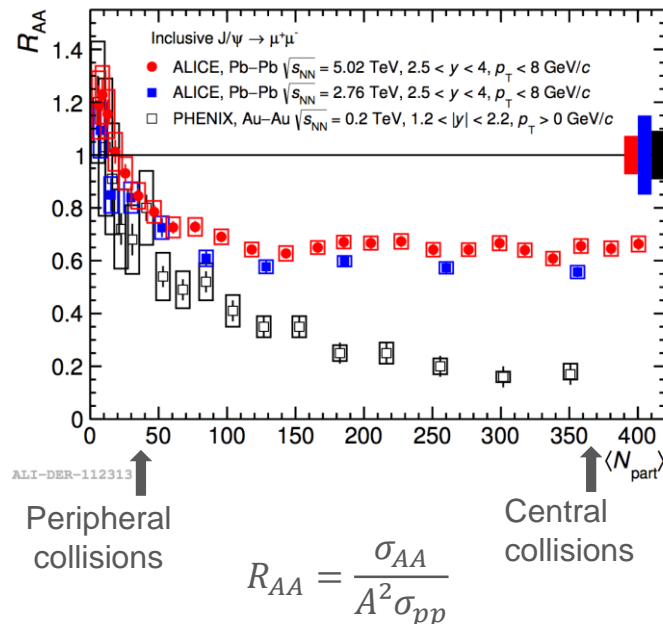 R_AA
Inclusive J/ψ → μ⁺μ⁻
ALICE, Pb−Pb √s_NN = 5.02 TeV, 2.5 < y < 4, p_T < 8 GeV/c
ALICE, Pb−Pb √s_NN = 2.76 TeV, 2.5 < y < 4, p_T < 8 GeV/c
PHENIX, Au−Au √s_NN = 0.2 TeV, 1.2 < |y| < 2.2, p_T > 0 GeV/c
1.4
1.2
1
0.8
0.6
0.4
0.2
0
0 50 100 150 200 250 300 350 400
⟨N_part⟩
ALI-DER-112313
Peripheral
collisions
Central
collisions
R_AA = σ_AA / A²σ_pp